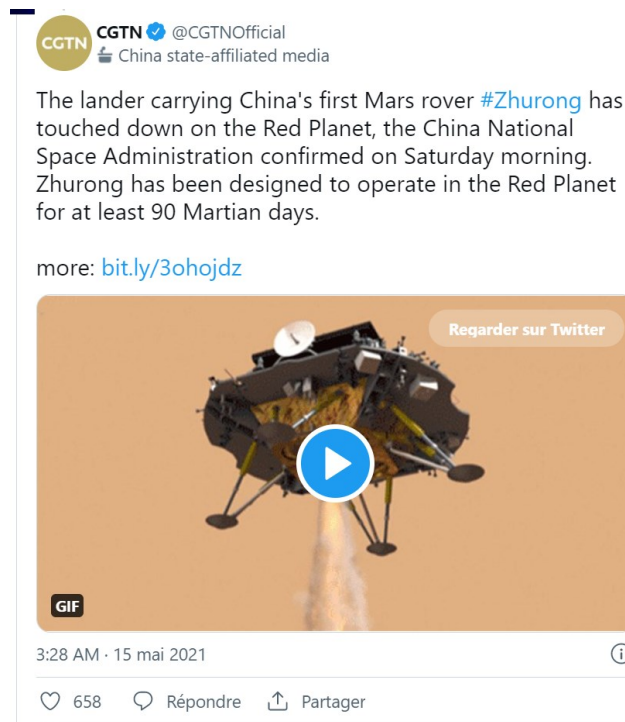 CGTN
CGTN @CGTNOfficial
China state-affiliated media
The lander carrying China's first Mars rover #Zhurong has
touched down on the Red Planet, the China National
Space Administration confirmed on Saturday morning.
Zhurong has been designed to operate in the Red Planet
for at least 90 Martian days.
more: bit.ly/3ohojdz
Regarder sur Twitter
GIF
3:28 AM · 15 mai 2021
658 Répondre Partager